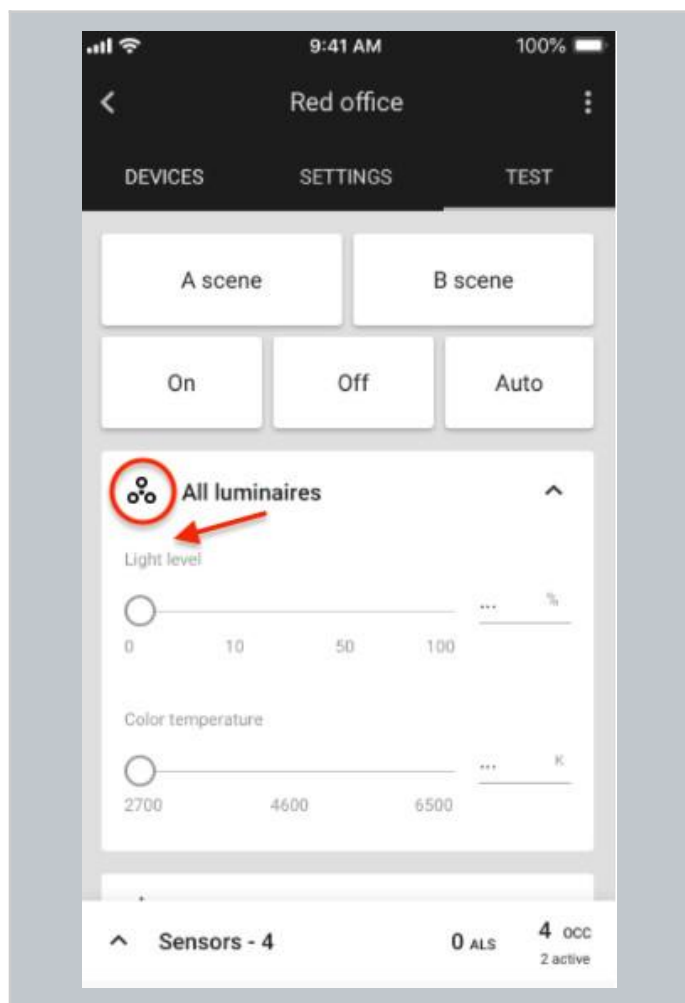 9:41 AM 100%
Red office
DEVICES SETTINGS TEST
A scene B scene
On Off Auto
All luminaires
Light level
... %
0 10 50 100
Color temperature
... K
2700 4600 6500
Sensors - 4 0 ALS 4 OCC
2 active